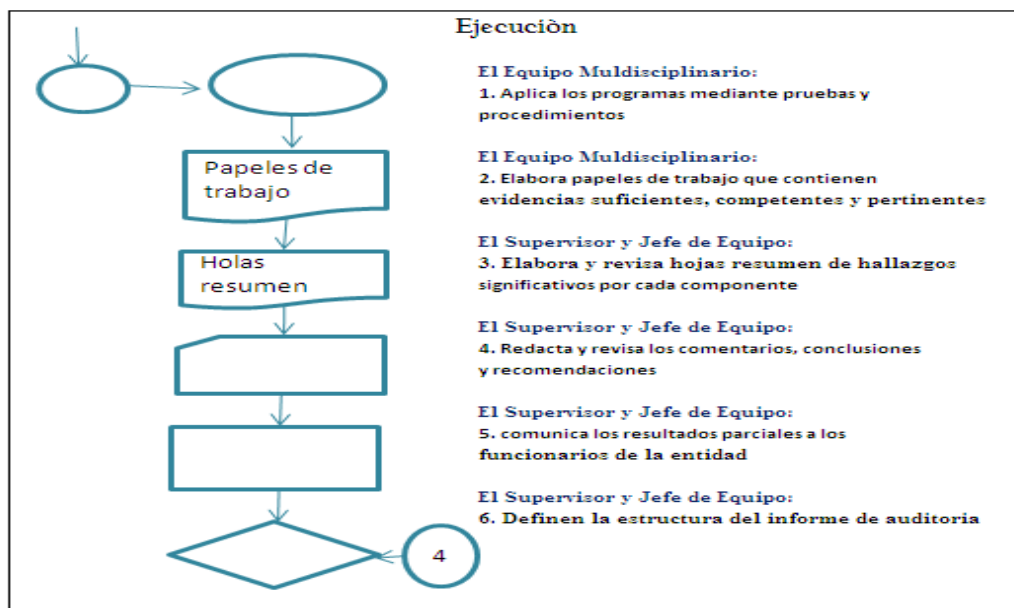 Ejecuciòn
El Equipo Muldisciplinario:
1. Aplica los programas mediante pruebas y
procedimientos
El Equipo Muldisciplinario:
2. Elabora papeles de trabajo que contienen
evidencias suficientes, competentes y pertinentes
El Supervisor y Jefe de Equipo:
3. Elabora y revisa hojas resumen de hallazgos
significativos por cada componente
El Supervisor y Jefe de Equipo:
4. Redacta y revisa los comentarios, conclusiones
y recomendaciones
El Supervisor y Jefe de Equipo:
5. comunica los resultados parciales a los
funcionarios de la entidad
El Supervisor y Jefe de Equipo:
6. Definen la estructura del informe de auditoria
Papeles de
trabajo
Holas
resumen
4